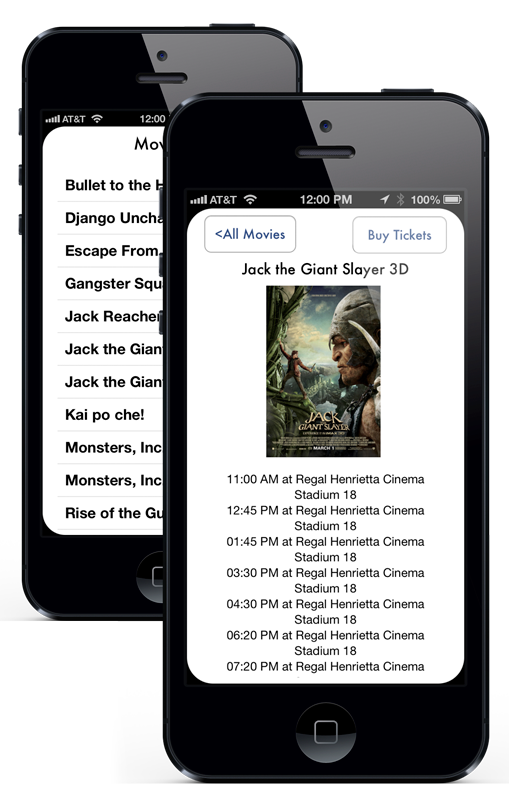 AT&T 12:00
Mov
Bullet to the H
Django Uncha
Escape From
Gangster Squ
Jack Reacher
Jack the Gian
Jack the Gian
Kai po che!
Monsters, Inc
Monsters, Inc
Rise of the Gu
AT&T 12:00 PM 100%
<All Movies Buy Tickets
Jack the Giant Slayer 3D
JACK
THE
GIANT SLAYER
IN MARCH 1
11:00 AM at Regal Henrietta Cinema
Stadium 18
12:45 PM at Regal Henrietta Cinema
Stadium 18
01:45 PM at Regal Henrietta Cinema
Stadium 18
03:30 PM at Regal Henrietta Cinema
Stadium 18
04:30 PM at Regal Henrietta Cinema
Stadium 18
06:20 PM at Regal Henrietta Cinema
Stadium 18
07:20 PM at Regal Henrietta Cinema